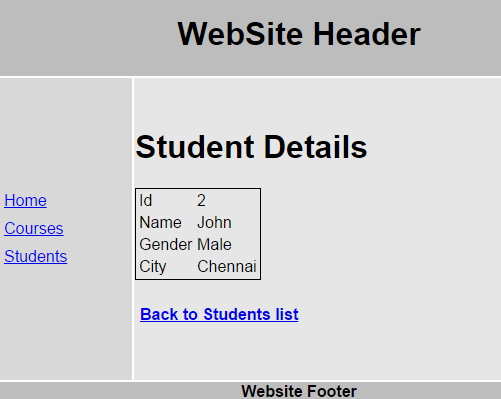 WebSite Header
Home
Courses
Students
Student Details
Id 2
Name John
Gender Male
City Chennai
Back to Students list
Website Footer